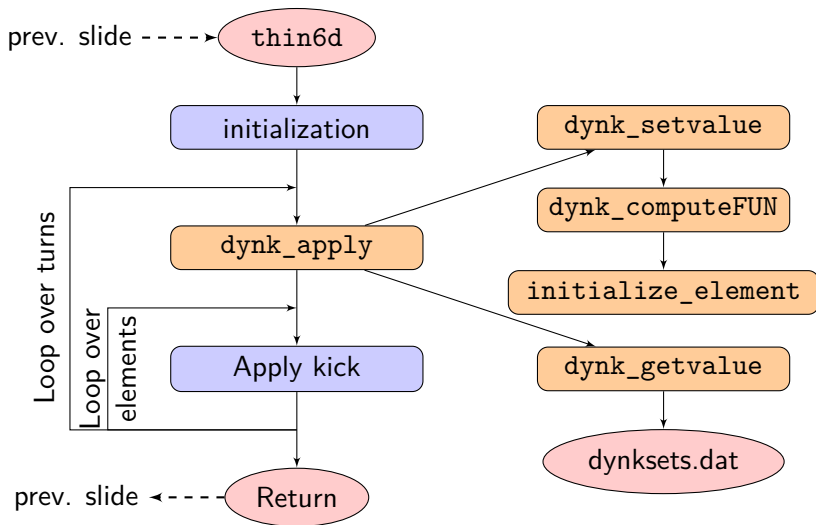 prev. slide
thin6d
initialization
dynk_setvalue
dynk_computeFUN
dynk_apply
initialize_element
Loop over turns
Loop over
elements
Apply kick
dynk_getvalue
dynksets.dat
prev. slide
Return